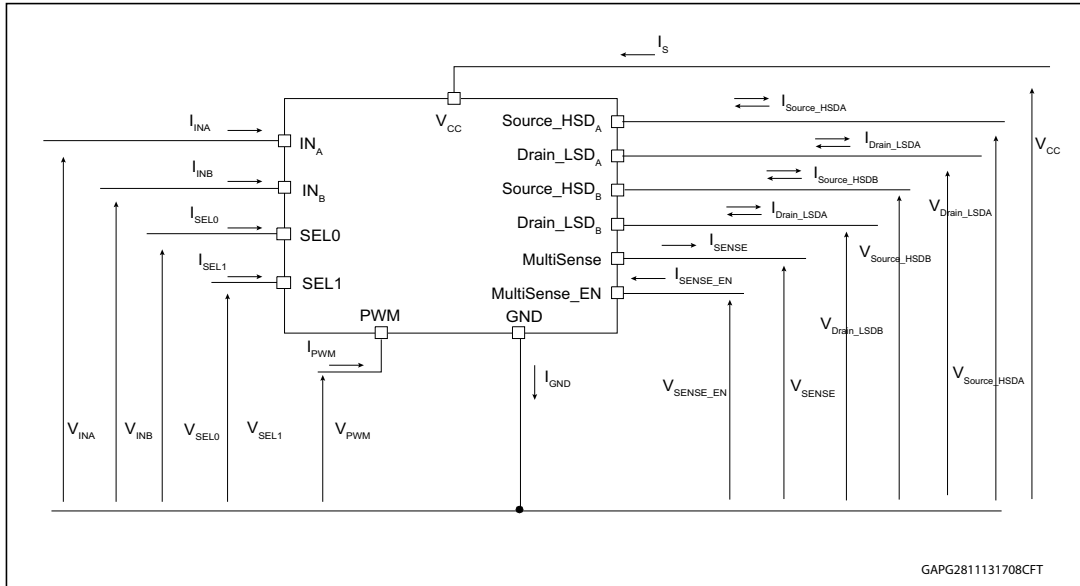 I_S
V_CC
I_INA
IN_A
I_INB
IN_B
I_SEL0
SEL0
I_SEL1
SEL1
PWM
GND
Source_HSD_A
Drain_LSD_A
Source_HSD_B
Drain_LSD_B
MultiSense
MultiSense_EN
I_Source_HSDA
I_Drain_LSDA
I_Source_HSDB
I_Drain_LSDA
I_SENSE
I_SENSE_EN
I_PWM
I_GND
V_INA
V_INB
V_SEL0
V_SEL1
V_PWM
V_SENSE_EN
V_SENSE
V_Drain_LSDB
V_Source_HSDB
V_Drain_LSDA
V_Source_HSDA
V_CC
GAPG2811131708CFT